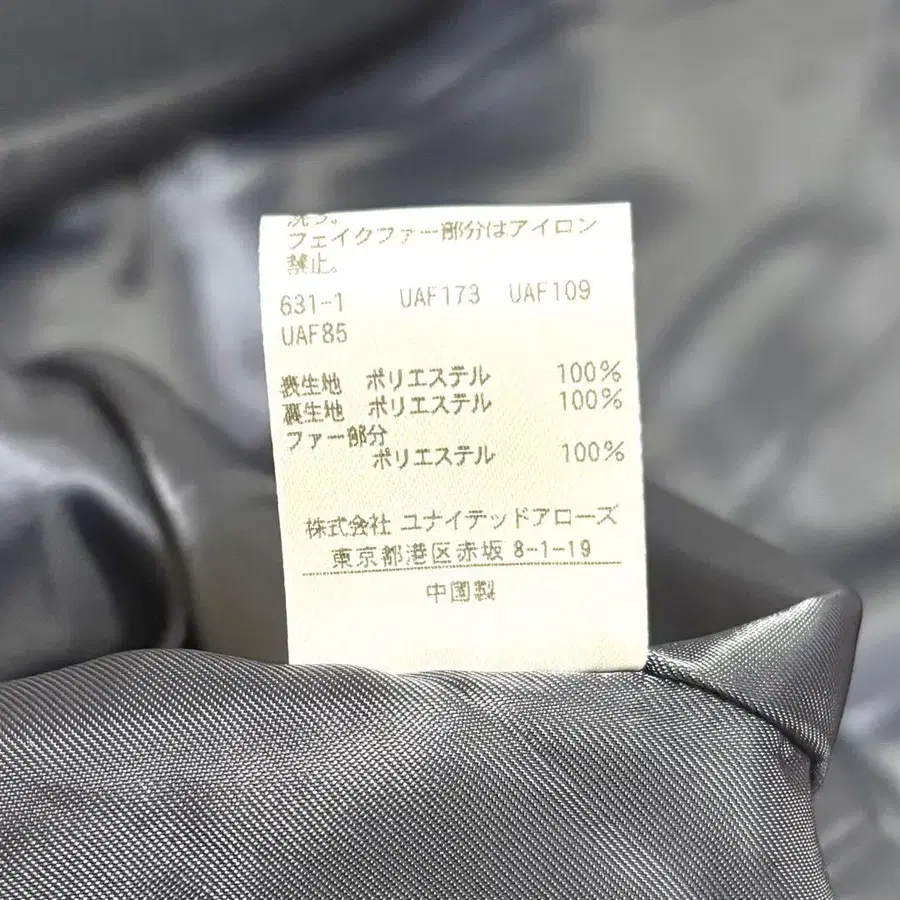 洗う。
フェイクファー部分はアイロン
禁止。
631-1 UAF173 UAF109
UAF85
表生地 ポリエステル 100%
裏生地 ポリエステル 100%
ファー部分
ポリエステル 100%
株式会社 ユナイテッドアローズ
東京都港区赤坂 8-1-19
中国製